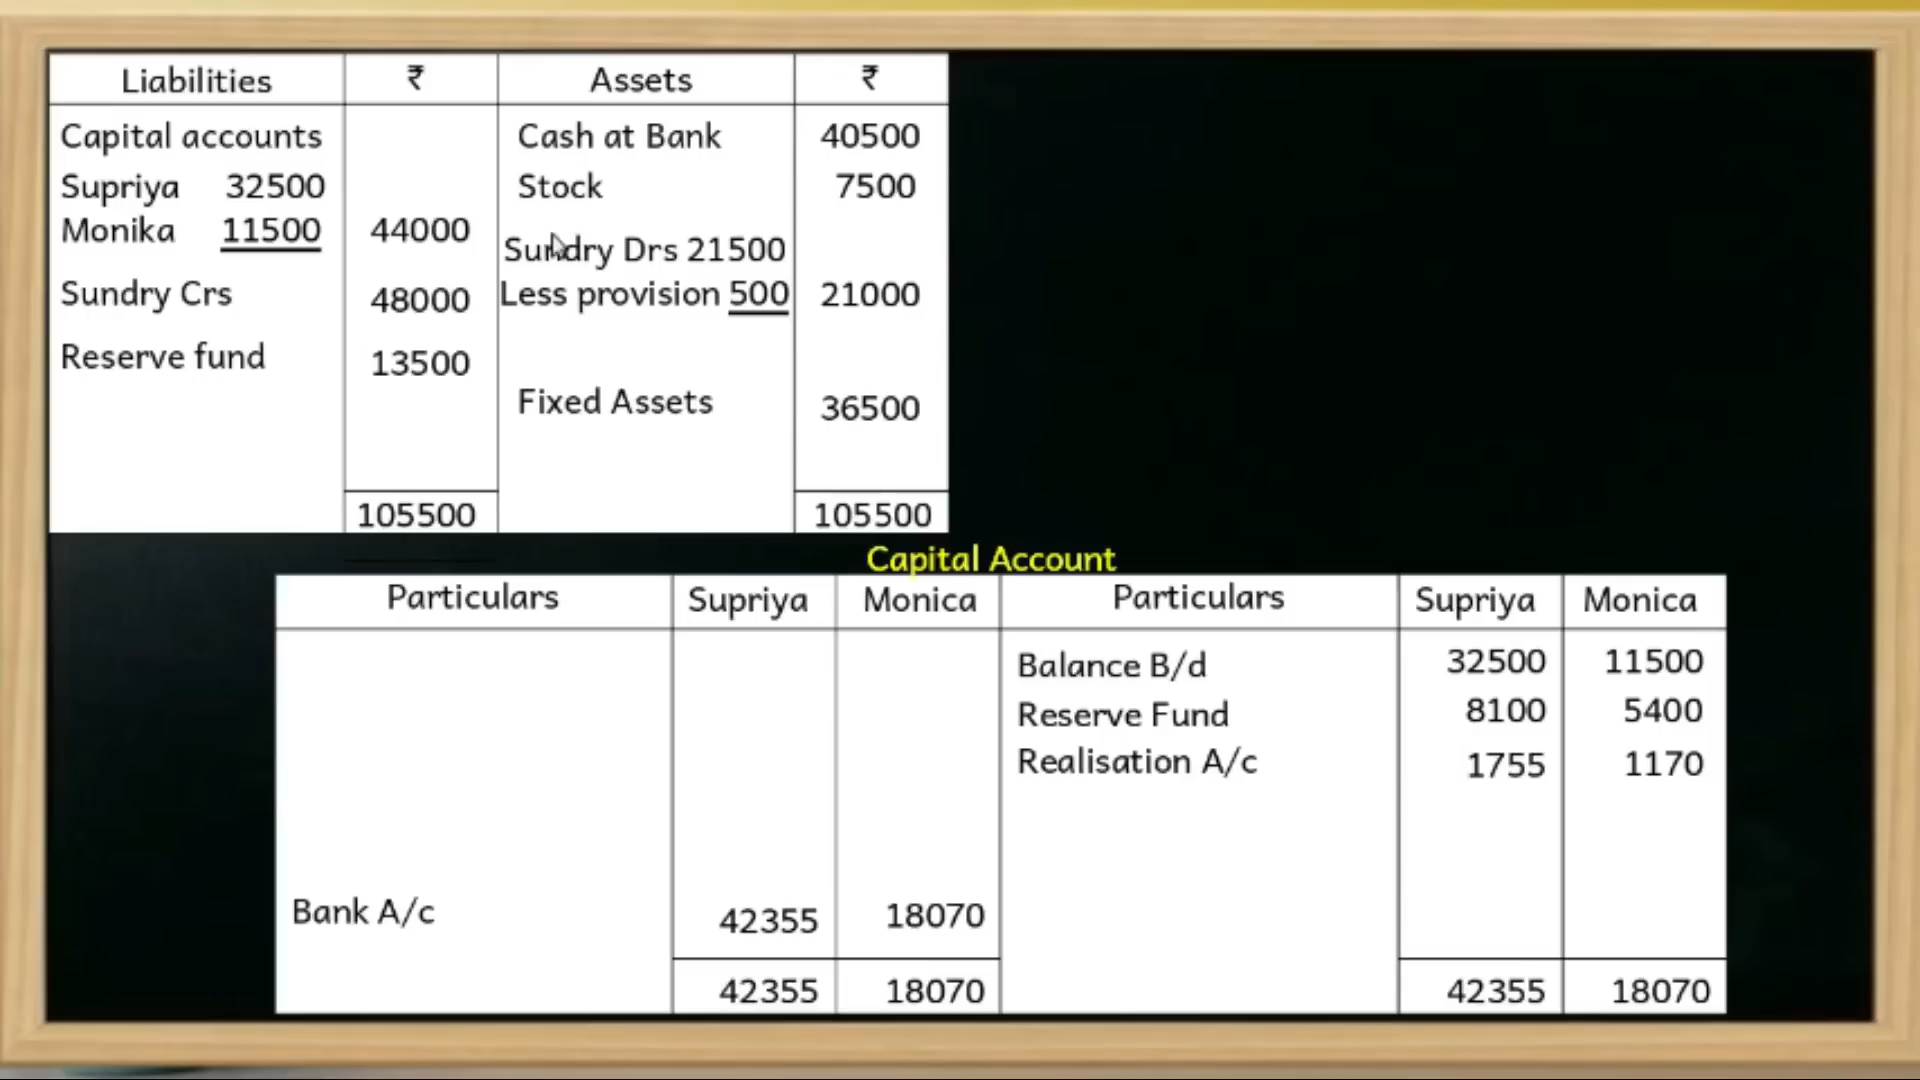 Liabilities ₹ Assets ₹
Capital accounts Cash at Bank 40500
Supriya 32500 Stock 7500
Monika 11500 44000
Sundry Drs 21500
Sundry Crs 48000 Less provision 500 21000
Reserve fund 13500
Fixed Assets 36500
105500 105500
Capital Account
Particulars Supriya Monica Particulars Supriya Monica
Balance B/d 32500 11500
Reserve Fund 8100 5400
Realisation A/c 1755 1170
Bank A/c 42355 18070
42355 18070 42355 18070